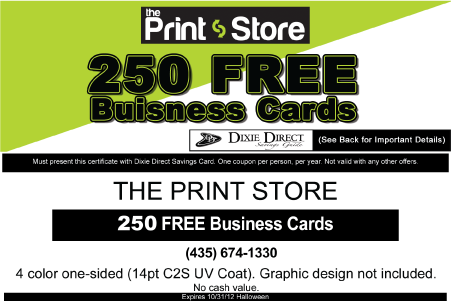 the
Print Store
250 FREE
Buisness Cards
DIXIE DIRECT
Savings Guide
(See Back for Important Details)
Must present this certificate with Dixie Direct Savings Card. One coupon per person, per year. Not valid with any other offers.
THE PRINT STORE
250 FREE Business Cards
(435) 674-1330
4 color one-sided (14pt C2S UV Coat). Graphic design not included.
No cash value.
Expires 10/31/12 Halloween